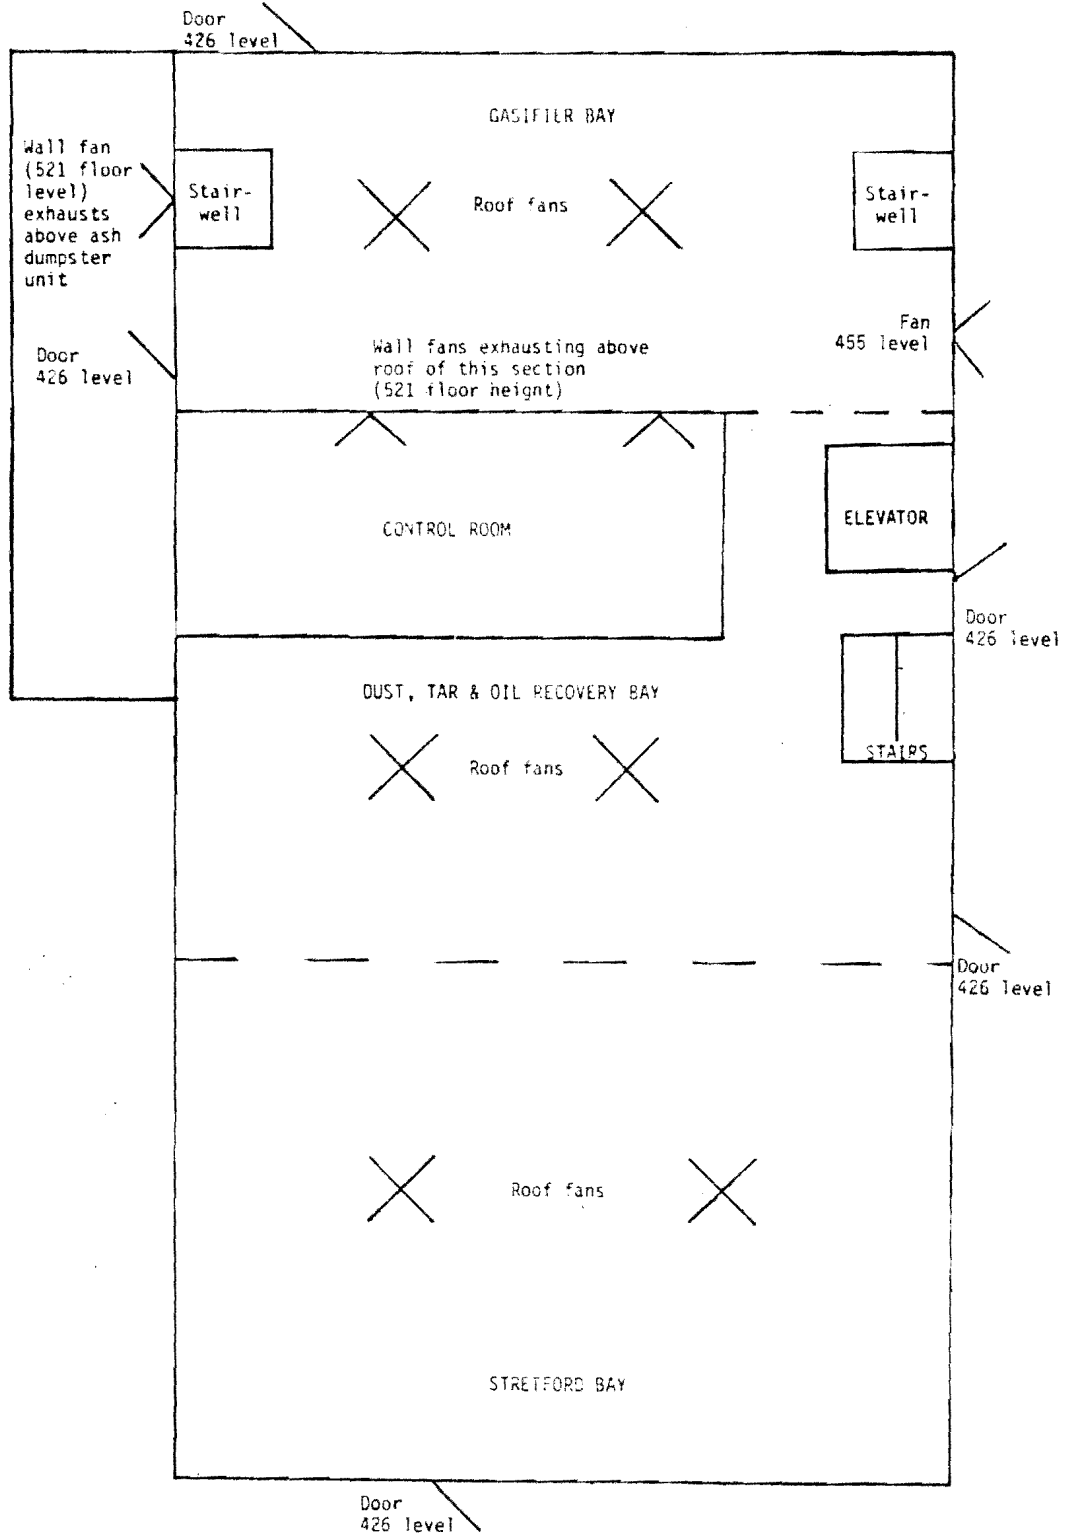 Door
426 level
GASIFIER BAY
Wall fan
(521 floor
level)
exhausts
above ash
dumpster
unit
Stair-
well
Roof fans
Stair-
well
Fan
455 level
Door
426 level
Wall fans exhausting above
roof of this section
(521 floor height)
CONTROL ROOM
ELEVATOR
Door
426 level
DUST, TAR & OIL RECOVERY BAY
STAIRS
Roof fans
Door
426 level
Roof fans
STRETFORD BAY
Door
426 level